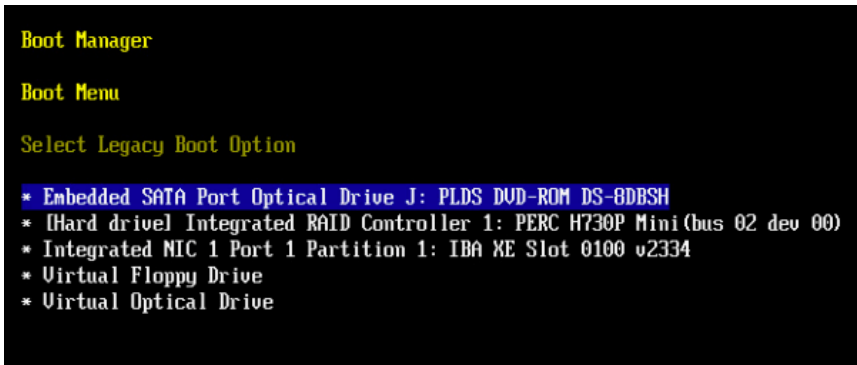 Boot Manager
Boot Menu
Select Legacy Boot Option
* Embedded SATA Port Optical Drive J: PLDS DVD-ROM DS-8DBSH
* [Hard drive] Integrated RAID Controller 1: PERC H730P Mini(bus 02 dev 00)
* Integrated NIC 1 Port 1 Partition 1: IBA XE Slot 0100 v2334
* Virtual Floppy Drive
* Virtual Optical Drive